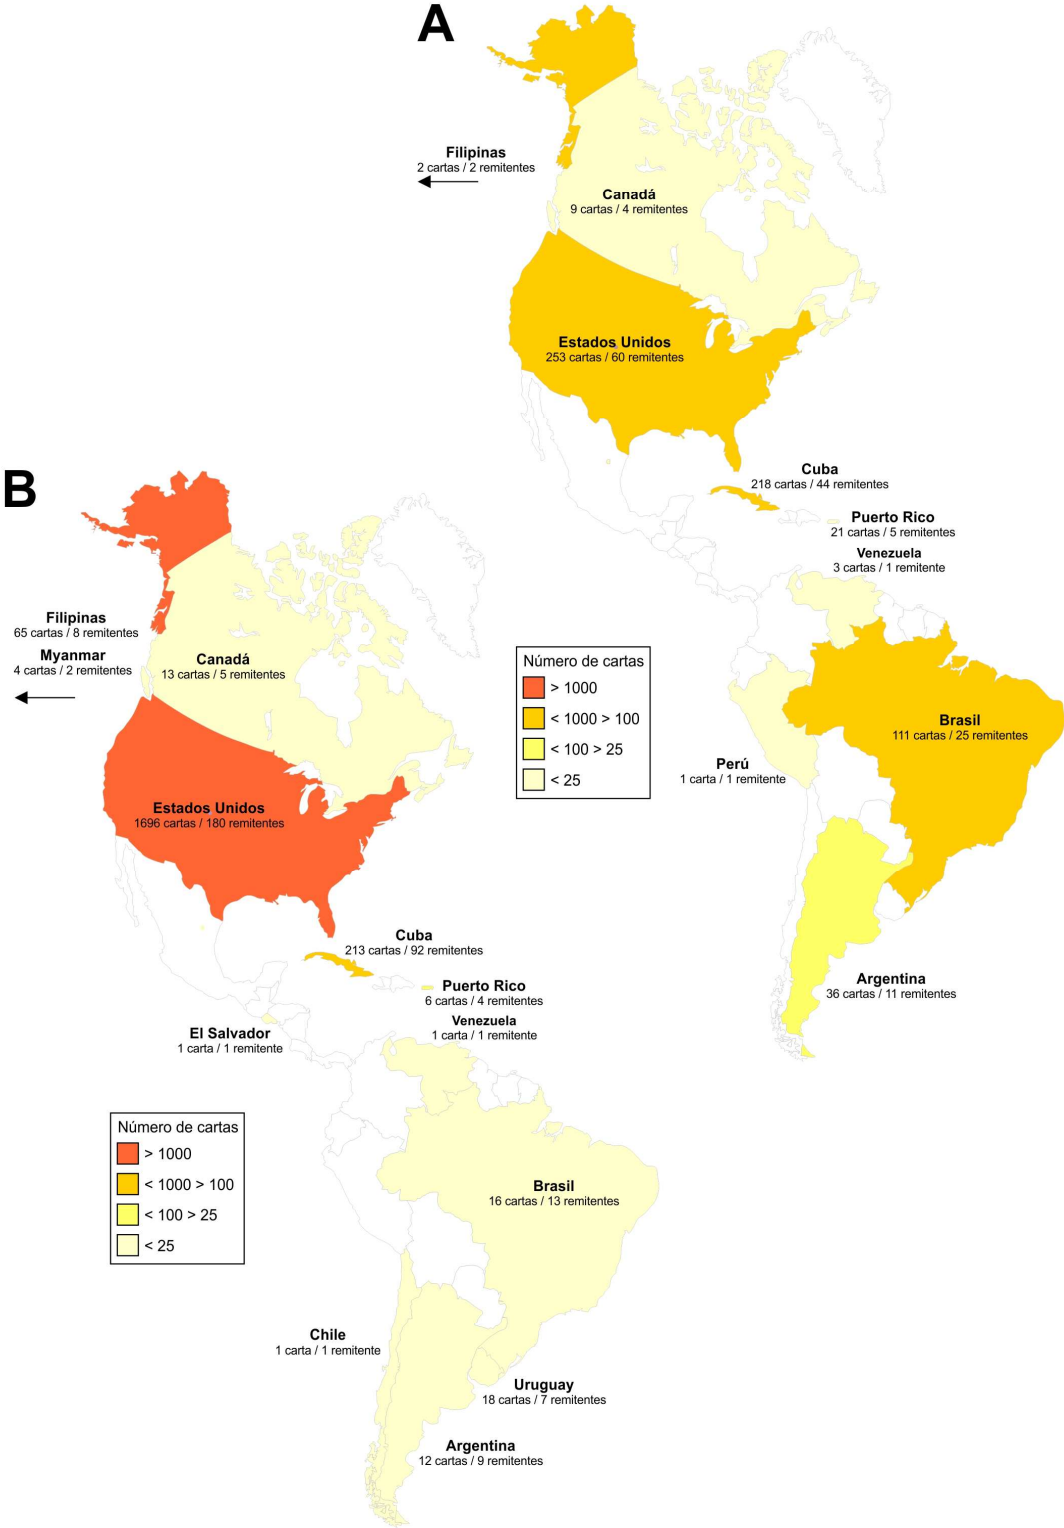 A
Filipinas
2 cartas / 2 remitentes
Canadá
9 cartas / 4 remitentes
Estados Unidos
253 cartas / 60 remitentes
Cuba
218 cartas / 44 remitentes
Puerto Rico
21 cartas / 5 remitentes
Venezuela
3 cartas / 1 remitente
Brasil
111 cartas / 25 remitentes
Perú
1 carta / 1 remitente
Argentina
36 cartas / 11 remitentes
Número de cartas
> 1000
< 1000 > 100
< 100 > 25
< 25
B
Filipinas
65 cartas / 8 remitentes
Myanmar
4 cartas / 2 remitentes
Canadá
13 cartas / 5 remitentes
Estados Unidos
1696 cartas / 180 remitentes
Cuba
213 cartas / 92 remitentes
Puerto Rico
6 cartas / 4 remitentes
Venezuela
1 carta / 1 remitente
El Salvador
1 carta / 1 remitente
Número de cartas
> 1000
< 1000 > 100
< 100 > 25
< 25
Brasil
16 cartas / 13 remitentes
Chile
1 carta / 1 remitente
Uruguay
18 cartas / 7 remitentes
Argentina
12 cartas / 9 remitentes